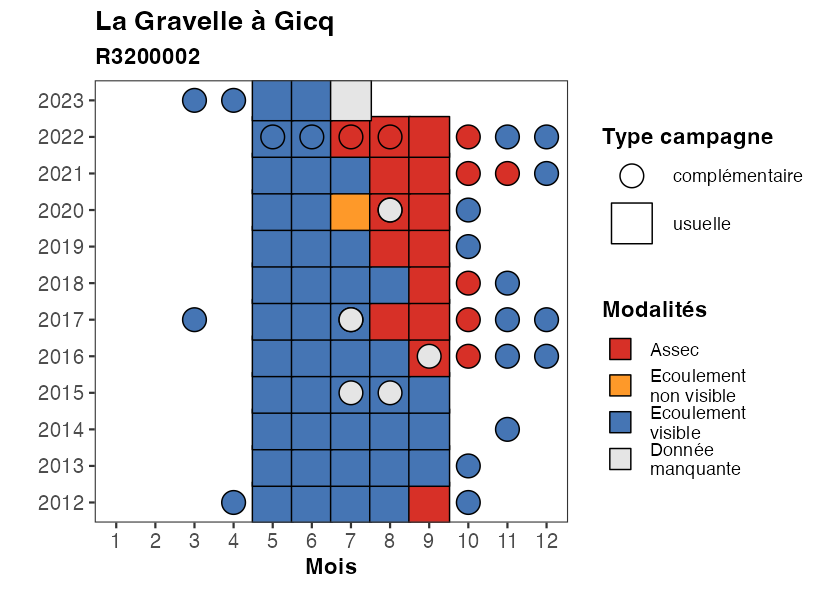 La Gravelle à Gicq
R3200002
2023
2022
2021
2020
2019
2018
2017
2016
2015
2014
2013
2012
1 2 3 4 5 6 7 8 9 10 11 12
Mois
Type campagne
complémentaire
usuelle
Modalités
Assec
Ecoulement
non visible
Ecoulement
visible
Donnée
manquante